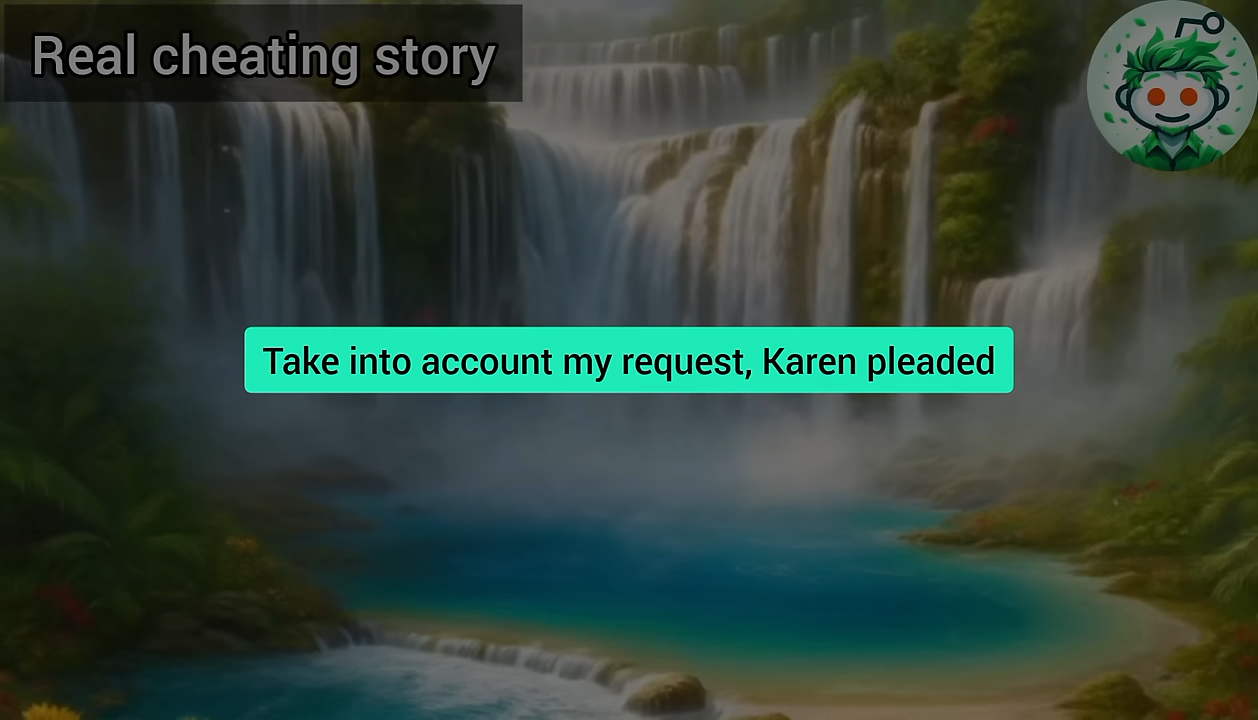 Real cheating story
Take into account my request, Karen pleaded